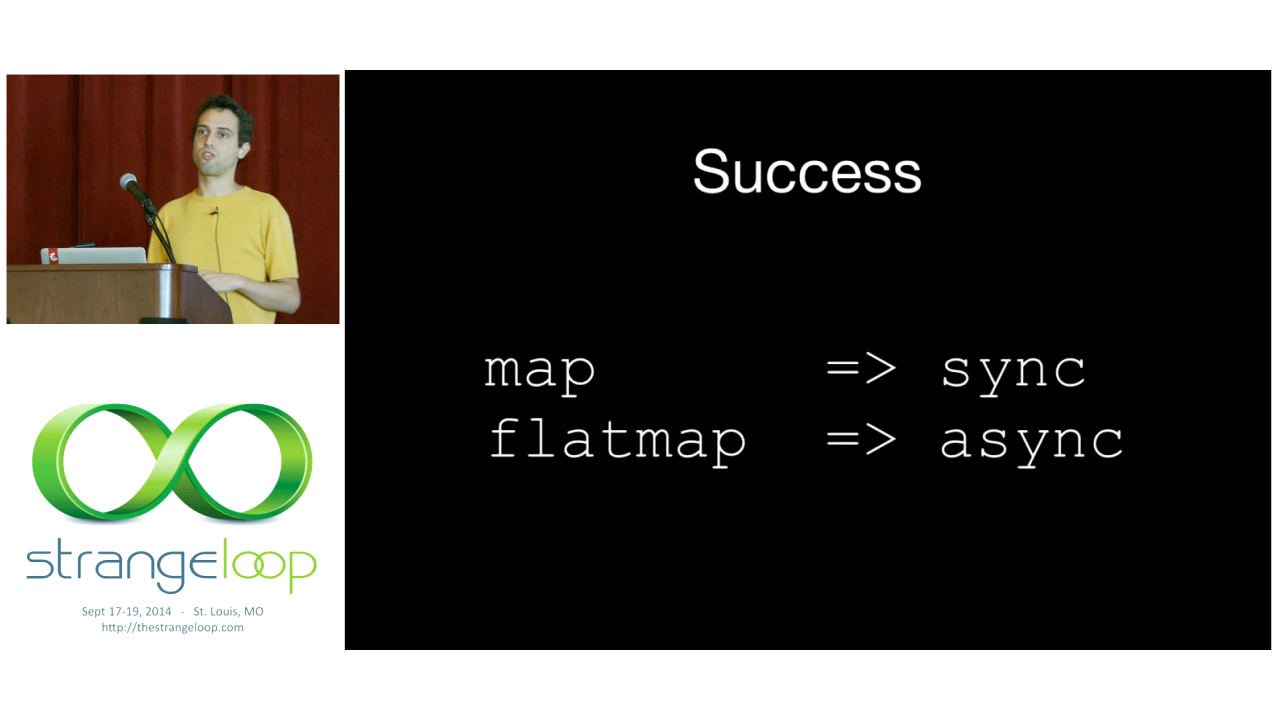 Success
map => sync
flatmap => async
strangeloop
Sept 17-19, 2014 - St. Louis, MO
http://thestrangeloop.com